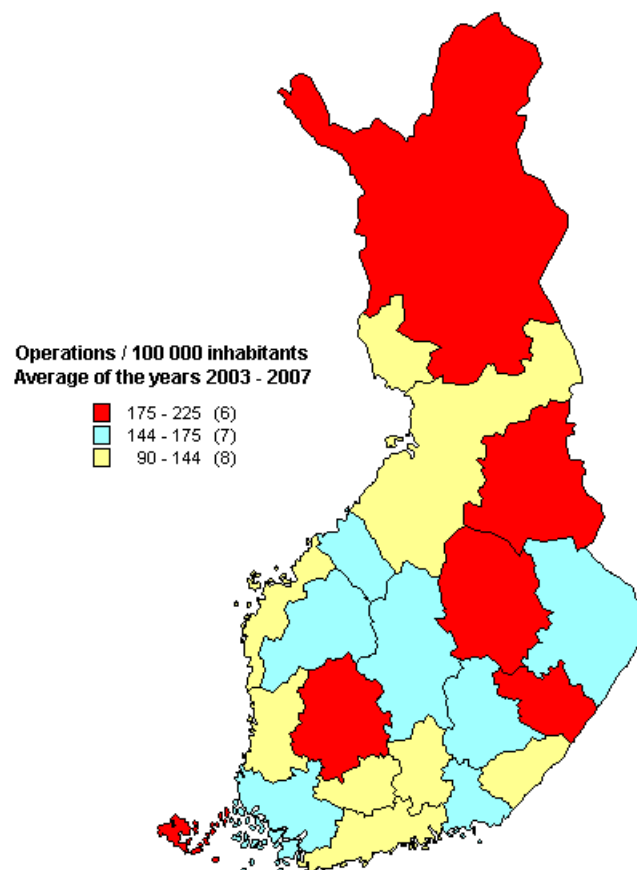 Operations / 100 000 inhabitants
Average of the years 2003 - 2007
175 - 225 (6)
144 - 175 (7)
90 - 144 (8)